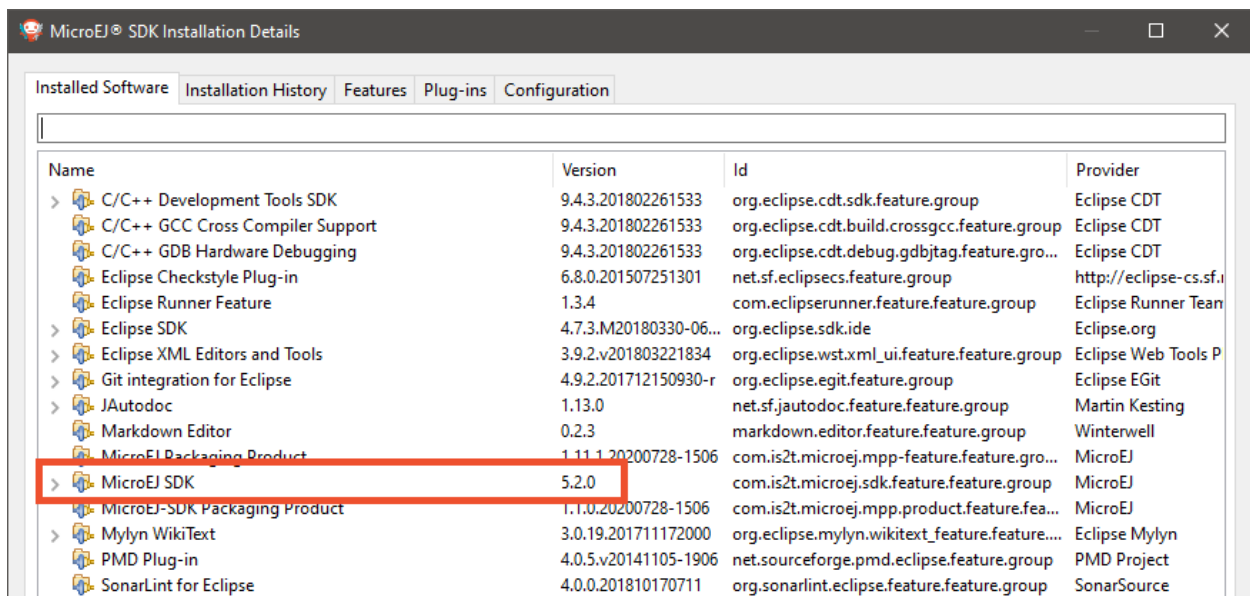 MicroEJ® SDK Installation Details
Installed Software Installation History Features Plug-ins Configuration
Name Version Id Provider
C/C++ Development Tools SDK 9.4.3.201802261533 org.eclipse.cdt.sdk.feature.group Eclipse CDT
C/C++ GCC Cross Compiler Support 9.4.3.201802261533 org.eclipse.cdt.build.crossgcc.feature.group Eclipse CDT
C/C++ GDB Hardware Debugging 9.4.3.201802261533 org.eclipse.cdt.debug.gdbjtag.feature.gro... Eclipse CDT
Eclipse Checkstyle Plug-in 6.8.0.201507251301 net.sf.eclipsecs.feature.group http://eclipse-cs.sf.
Eclipse Runner Feature 1.3.4 com.eclipserunner.feature.feature.group Eclipse Runner Team
Eclipse SDK 4.7.3.M20180330-06... org.eclipse.sdk.ide Eclipse.org
Eclipse XML Editors and Tools 3.9.2.v201803221834 org.eclipse.wst.xml_ui.feature.feature.group Eclipse Web Tools P
Git integration for Eclipse 4.9.2.201712150930-r org.eclipse.egit.feature.group Eclipse EGit
JAutodoc 1.13.0 net.sf.jautodoc.feature.feature.group Martin Kesting
Markdown Editor 0.2.3 markdown.editor.feature.feature.group Winterwell
MicroEJ Packaging Product 1.11.1.20200728-1506 com.is2t.microej.mpp-feature.feature.gro... MicroEJ
MicroEJ SDK 5.2.0 com.is2t.microej.sdk.feature.feature.group MicroEJ
MicroEJ-SDK Packaging Product 1.1.0.20200728-1506 com.is2t.microej.mpp.product.feature.fea... MicroEJ
Mylyn WikiText 3.0.19.201711172000 org.eclipse.mylyn.wikitext_feature.feature.... Eclipse Mylyn
PMD Plug-in 4.0.5.v20141105-1906 net.sourceforge.pmd.eclipse.feature.group PMD Project
SonarLint for Eclipse 4.0.0.201810170711 org.sonarlint.eclipse.feature.feature.group SonarSource